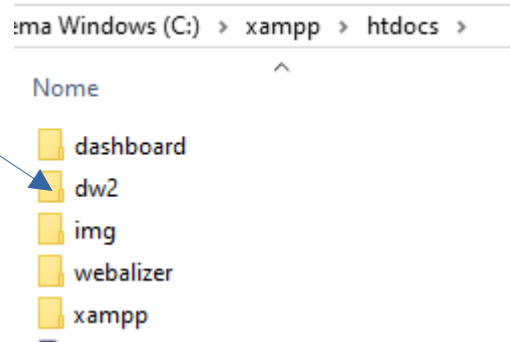 ema Windows (C:) > xampp > htdocs >
Nome
dashboard
dw2
img
webalizer
xampp